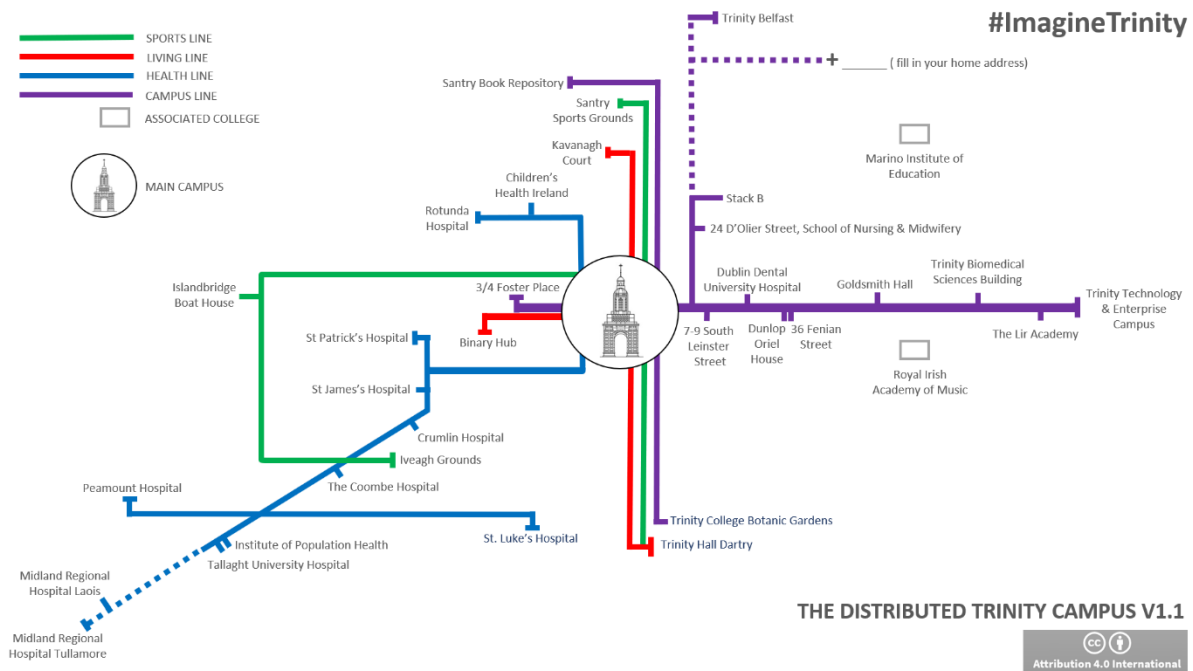 #ImagineTrinity
SPORTS LINE
LIVING LINE
HEALTH LINE
CAMPUS LINE
ASSOCIATED COLLEGE
MAIN CAMPUS
Trinity Belfast
+ ______ ( fill in your home address)
Santry Book Repository
Santry
Sports Grounds
Kavanagh
Court
Children's
Health Ireland
Rotunda
Hospital
Marino Institute of
Education
Stack B
24 D'Olier Street, School of Nursing & Midwifery
Islandbridge
Boat House
3/4 Foster Place
Binary Hub
Dublin Dental
University Hospital
Goldsmith Hall
Trinity Biomedical
Sciences Building
Trinity Technology
& Enterprise
Campus
7-9 South
Leinster
Street
Dunlop
Oriel
House
36 Fenian
Street
The Lir Academy
Royal Irish
Academy of Music
St Patrick's Hospital
St James's Hospital
Crumlin Hospital
Iveagh Grounds
The Coombe Hospital
Peamount Hospital
St. Luke's Hospital
Institute of Population Health
Tallaght University Hospital
Trinity College Botanic Gardens
Trinity Hall Dartry
Midland Regional
Hospital Laois
Midland Regional
Hospital Tullamore
THE DISTRIBUTED TRINITY CAMPUS V1.1
cc
Attribution 4.0 International